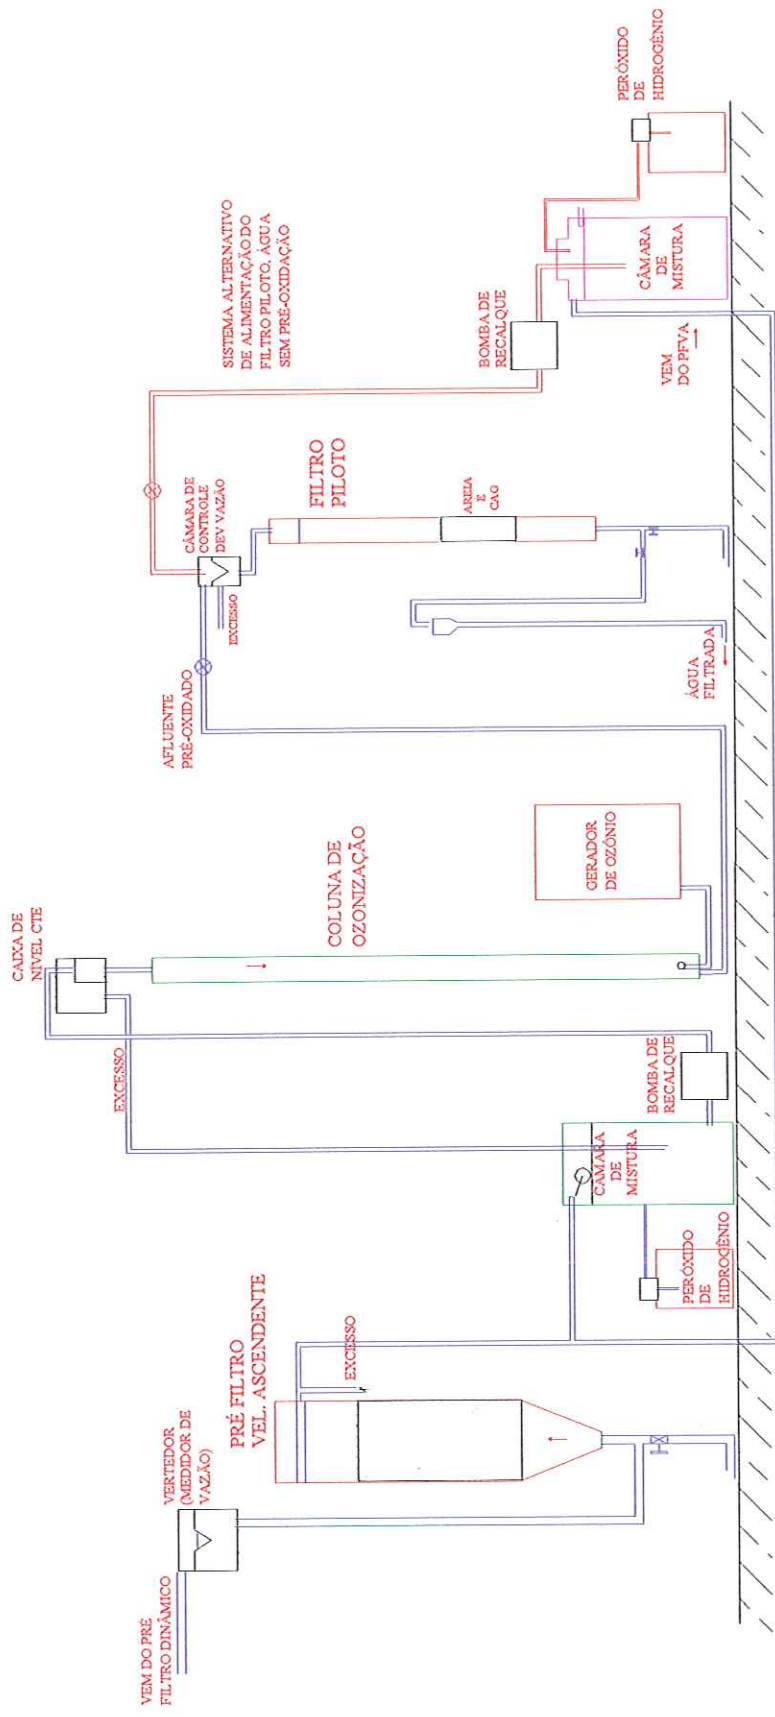 VEM DO PRÉ
FILTRO DINÂMICO
VERTEDOR
(MEDIDOR DE
VAZÃO)
PRÉ FILTRO
VEL. ASCENDENTE
EXCESSO
PERÓXIDO
DE
HIDROGÊNIO
CÂMARA
DE
MISTURA
BOMBA DE
RECALQUE
EXCESSO
CAIXA DE
NÍVEL CTE
COLUNA DE
OZONIZAÇÃO
GERADOR
DE OZÔNIO
AFLUENTE
PRÉ-OXIDADO
EXCESSO
CÂMARA DE
CONTROLE
DEV VAZÃO
ÁGUA
FILTRADA
FILTRO
PILOTO
AREIA
E
CAG
SISTEMA ALTERNATIVO
DE ALIMENTAÇÃO DO
FILTRO PILOTO, ÁGUA
SEM PRÉ-OXIDAÇÃO
BOMBA DE
RECALQUE
VEM
DO PFVA
CÂMARA
DE
MISTURA
PERÓXIDO
DE
HIDROGÊNIO